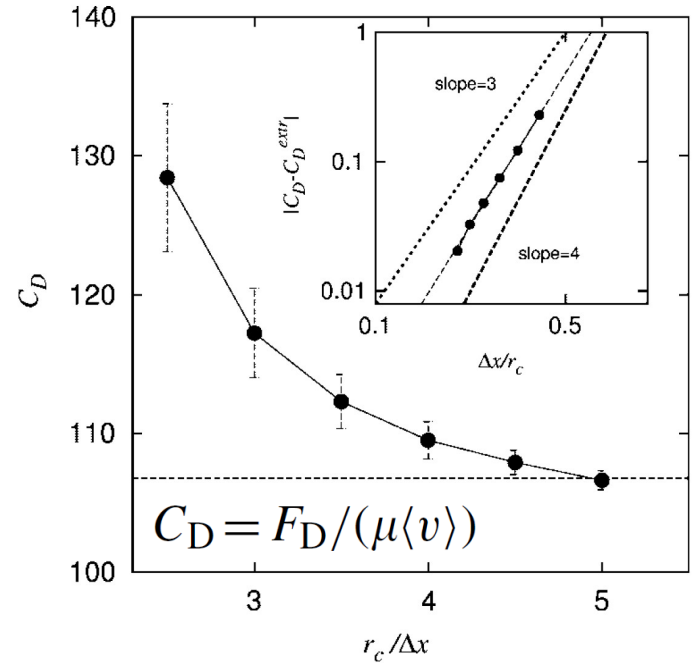 140
130
120
110
100
C_D
3
4
5
r_c/Δx
C_D = F_D/(μ⟨v⟩)
1
0.1
0.01
|C_D-C_D^extr|
0.1
0.5
Δx/r_c
slope=3
slope=4